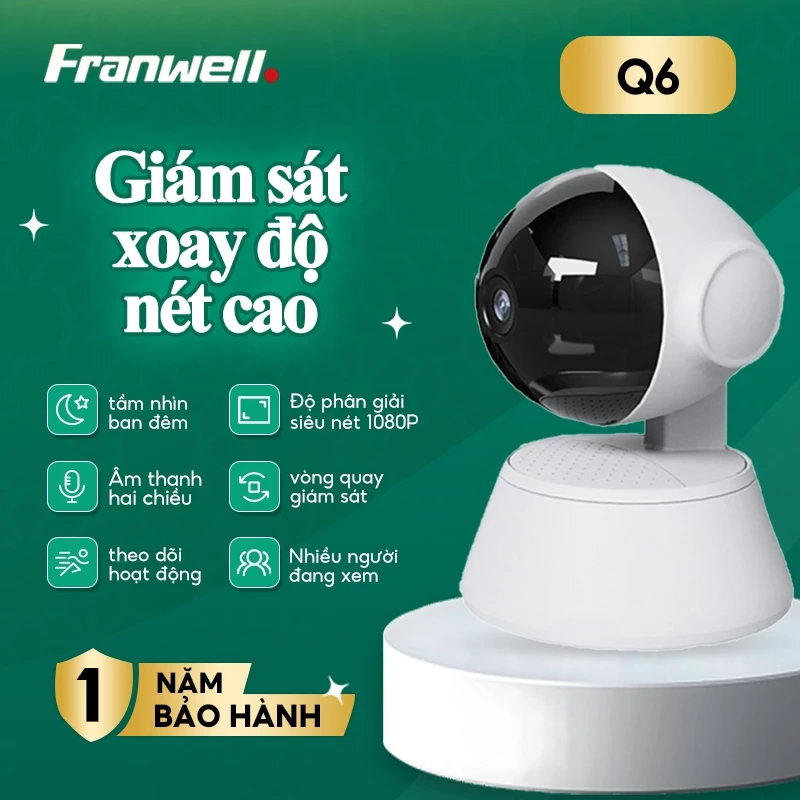 Franwell.
Q6
Giám sát
xoay độ
nét cao
tầm nhìn
ban đêm
Độ phân giải
siêu nét 1080P
Âm thanh
hai chiều
vòng quay
giám sát
theo dõi
hoạt động
Nhiều người
đang xem
1
NĂM
BẢO HÀNH